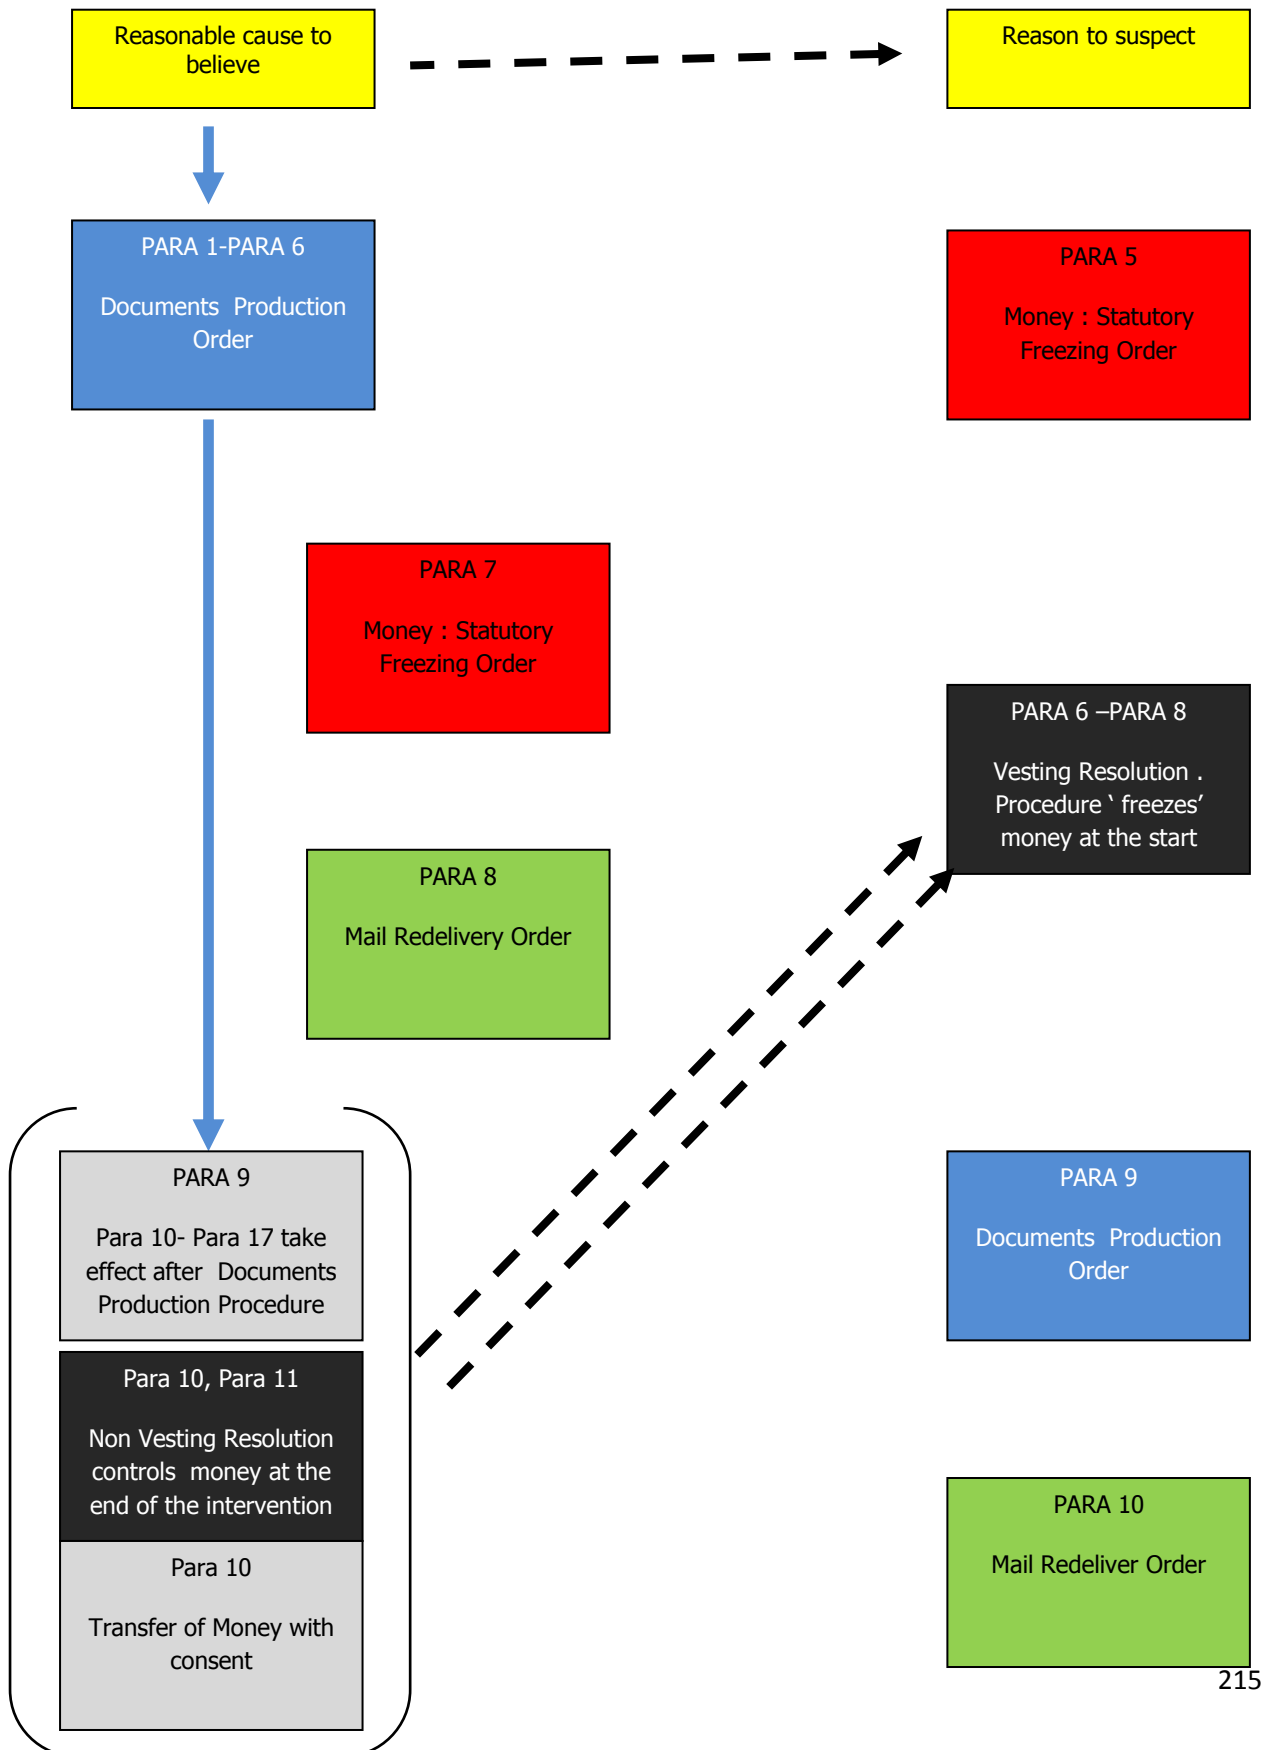 Reasonable cause to
believe
Reason to suspect
PARA 1-PARA 6
Documents  Production
Order
PARA 5
Money : Statutory
Freezing Order
PARA 7
Money : Statutory
Freezing Order
PARA 6 –PARA 8
Vesting Resolution .
Procedure ‘ freezes’
money at the start
PARA 8
Mail Redelivery Order
PARA 9
Para 10- Para 17 take
effect after  Documents
Production Procedure
PARA 9
Documents  Production
Order
Para 10, Para 11
Non Vesting Resolution
controls  money at the
end of the intervention
PARA 10
Mail Redeliver Order
Para 10
Transfer of Money with
consent
215